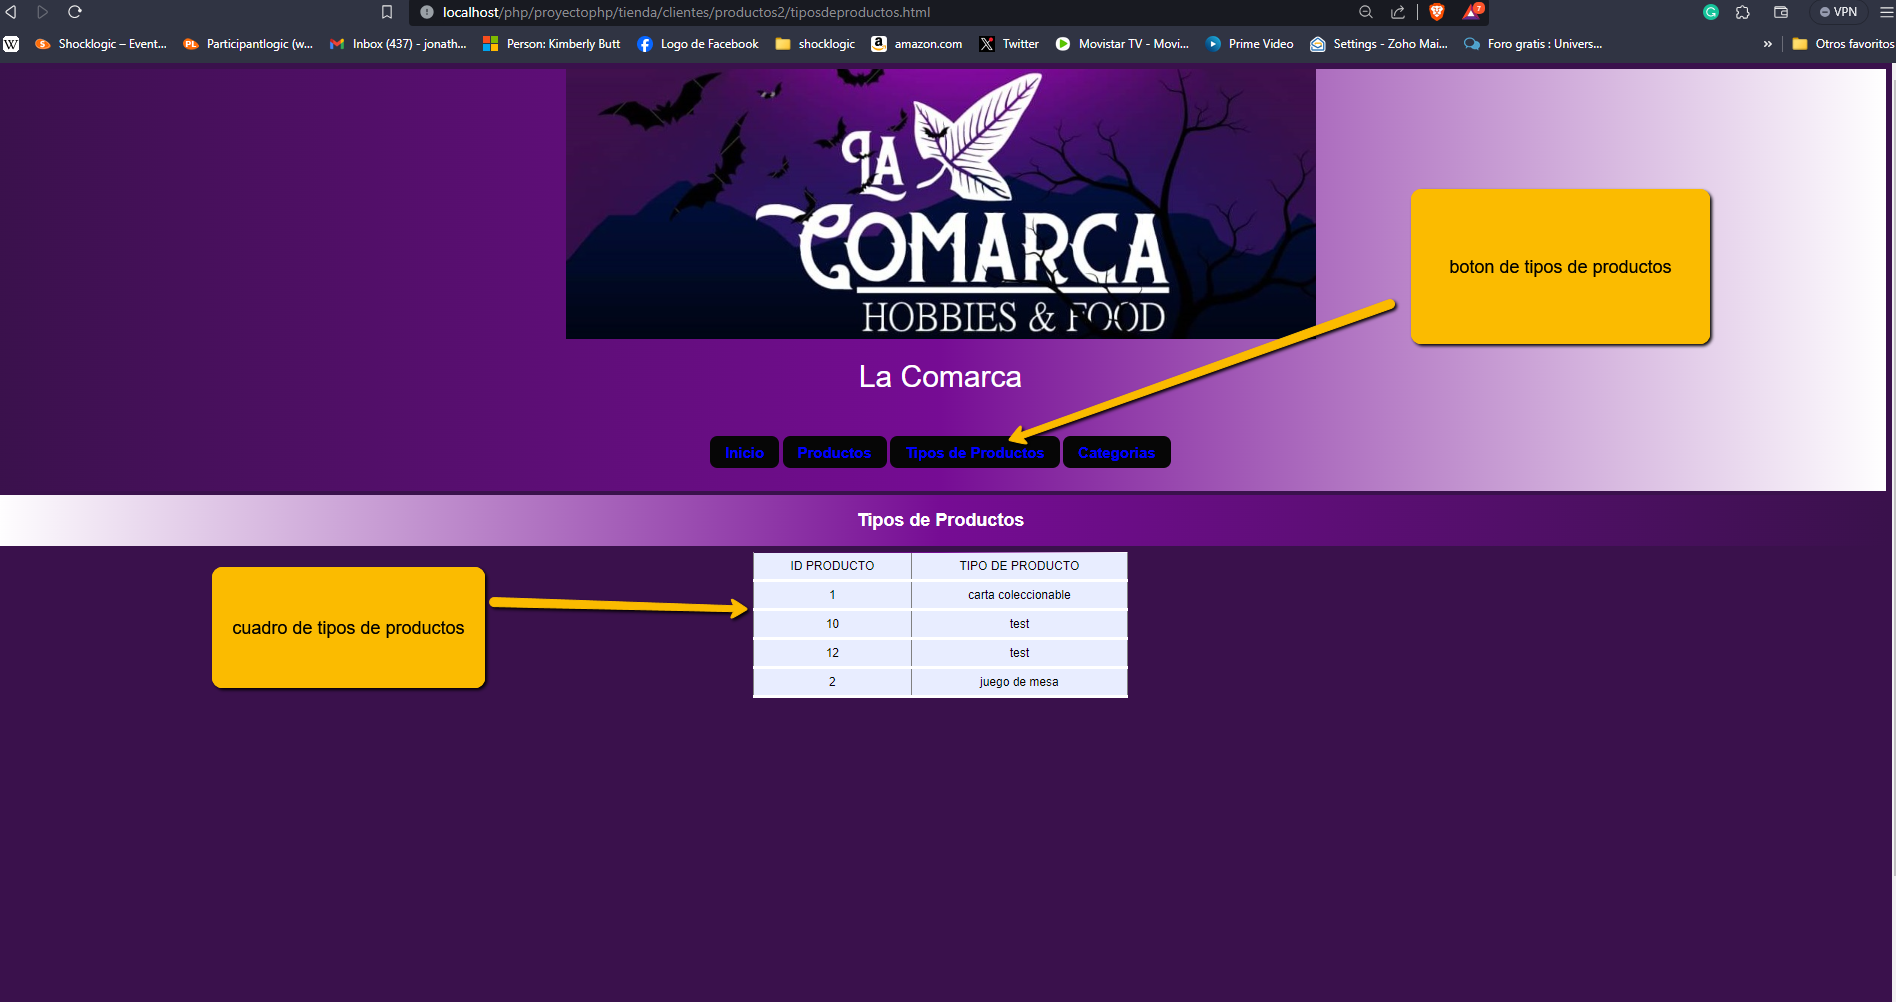 localhost/php/proyectophp/tienda/clientes/productos2/tiposdeproductos.html
7
VPN
Shocklogic – Event...
Participantlogic (w...
Inbox (437) - jonath...
Person: Kimberly Butt
Logo de Facebook
shocklogic
amazon.com
Twitter
Movistar TV - Movi...
Prime Video
Settings - Zoho Mai...
Foro gratis : Univers...
»
Otros favoritos
LA
COMARCA
HOBBIES & FOOD
boton de tipos de productos
La Comarca
Inicio Productos Tipos de Productos Categorias
Tipos de Productos
cuadro de tipos de productos
ID PRODUCTO TIPO DE PRODUCTO
1 carta coleccionable
10 test
12 test
2 juego de mesa